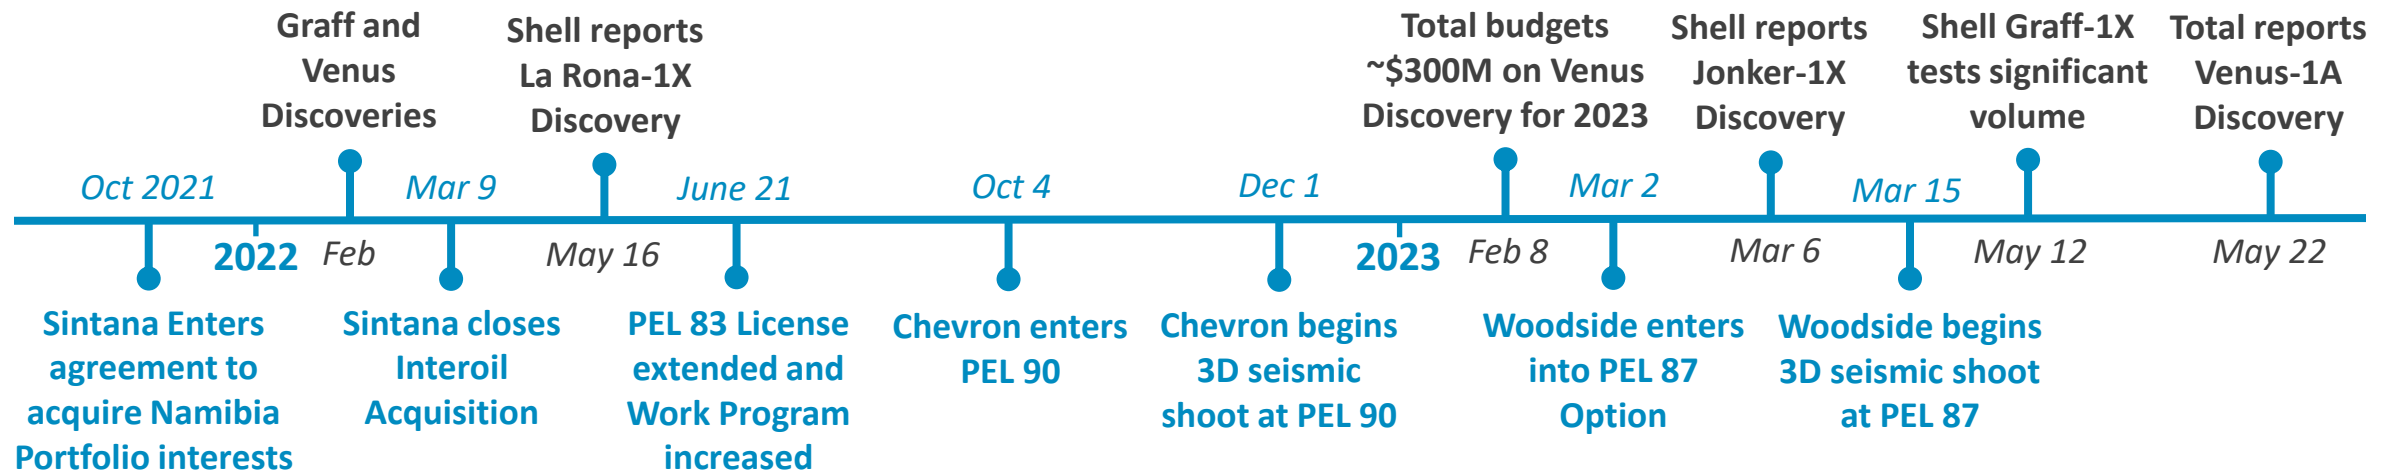 Graff and
Venus
Discoveries
Shell reports
La Rona-1X
Discovery
Total budgets
~$300M on Venus
Discovery for 2023
Shell reports
Jonker-1X
Discovery
Shell Graff-1X
tests significant
volume
Total reports
Venus-1A
Discovery
Oct 2021
Mar 9
June 21
Oct 4
Dec 1
Mar 2
Mar 15
2022
Feb
May 16
2023
Feb 8
Mar 6
May 12
May 22
Sintana Enters
agreement to
acquire Namibia
Portfolio interests
Sintana closes
Interoil
Acquisition
PEL 83 License
extended and
Work Program
increased
Chevron enters
PEL 90
Chevron begins
3D seismic
shoot at PEL 90
Woodside enters
into PEL 87
Option
Woodside begins
3D seismic shoot
at PEL 87